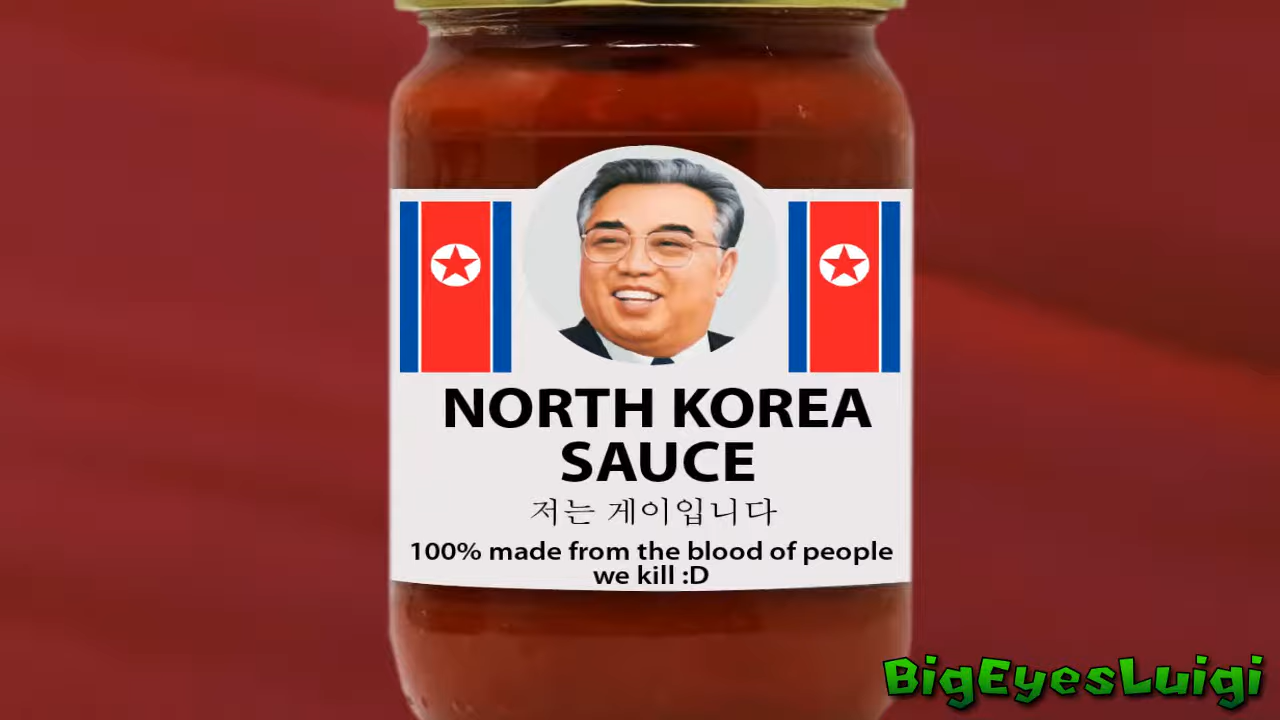 NORTH KOREA
SAUCE
저는 게이입니다
100% made from the blood of people
we kill :D
BigEyesLuigi